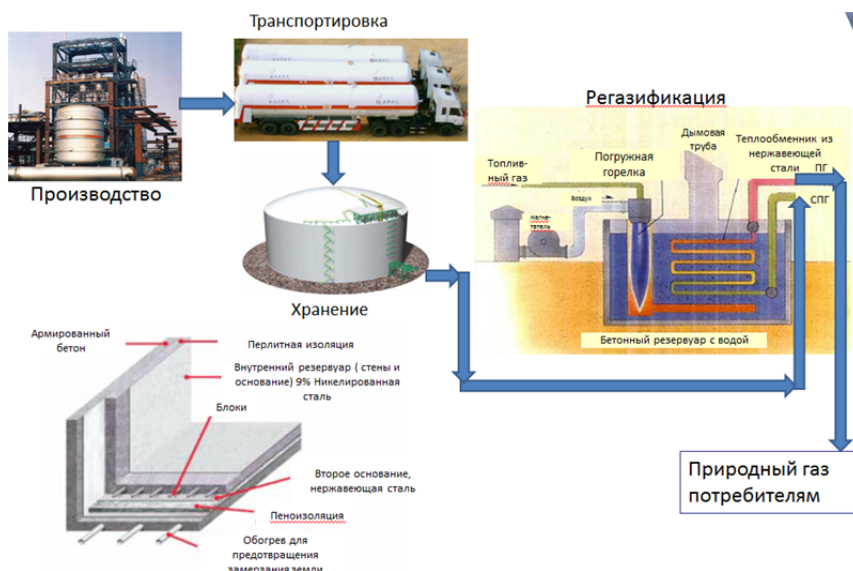 Транспортировка
Производство
Хранение
Регазификация
Топлив-
ный газ
Погружная
горелка
Дымовая
труба
Теплообменник из
нержавеющей
стали
ПГ
СПГ
Воздух
Нагне-
татель
Бетонный резервуар с водой
Армированный
бетон
Перлитная изоляция
Внутренний резервуар ( стены и
основание) 9% Никелированная
сталь
Блоки
Второе основание,
нержавеющая сталь
Пеноизоляция
Обогрев для
предотвращения
замерзания земли
Природный газ
потребителям